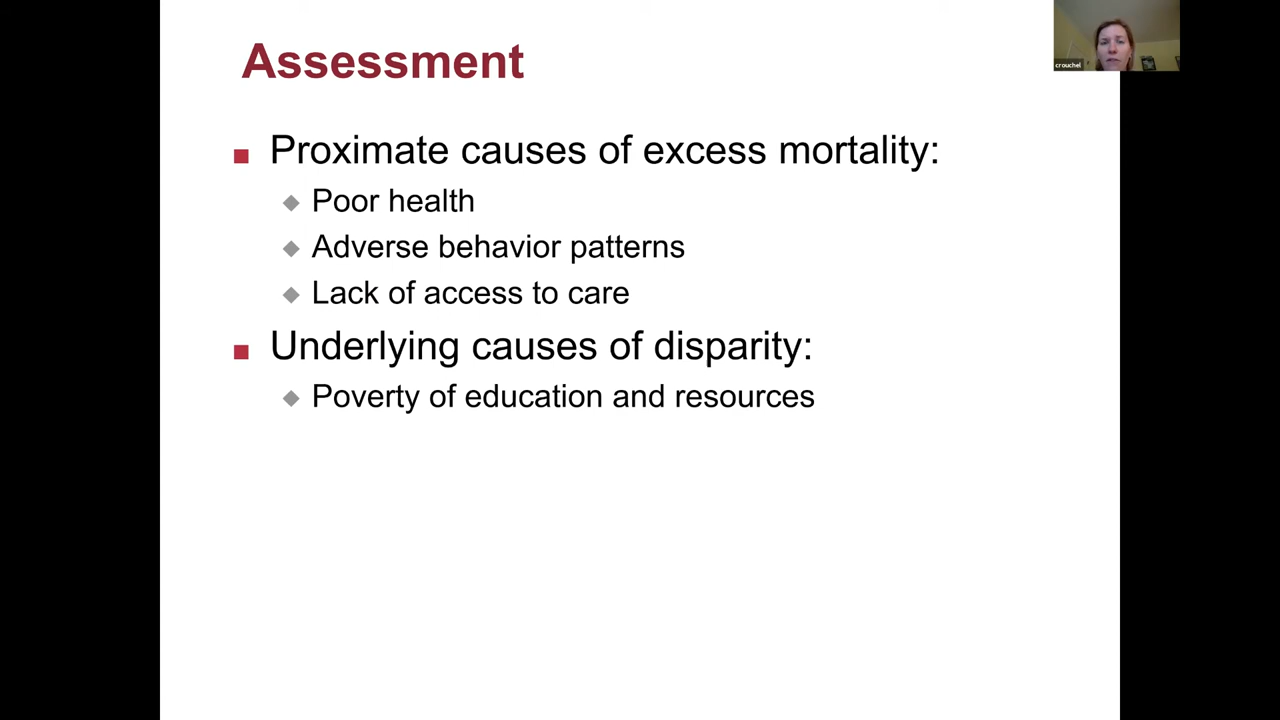 Assessment
crouchel
Proximate causes of excess mortality:
Poor health
Adverse behavior patterns
Lack of access to care
Underlying causes of disparity:
Poverty of education and resources